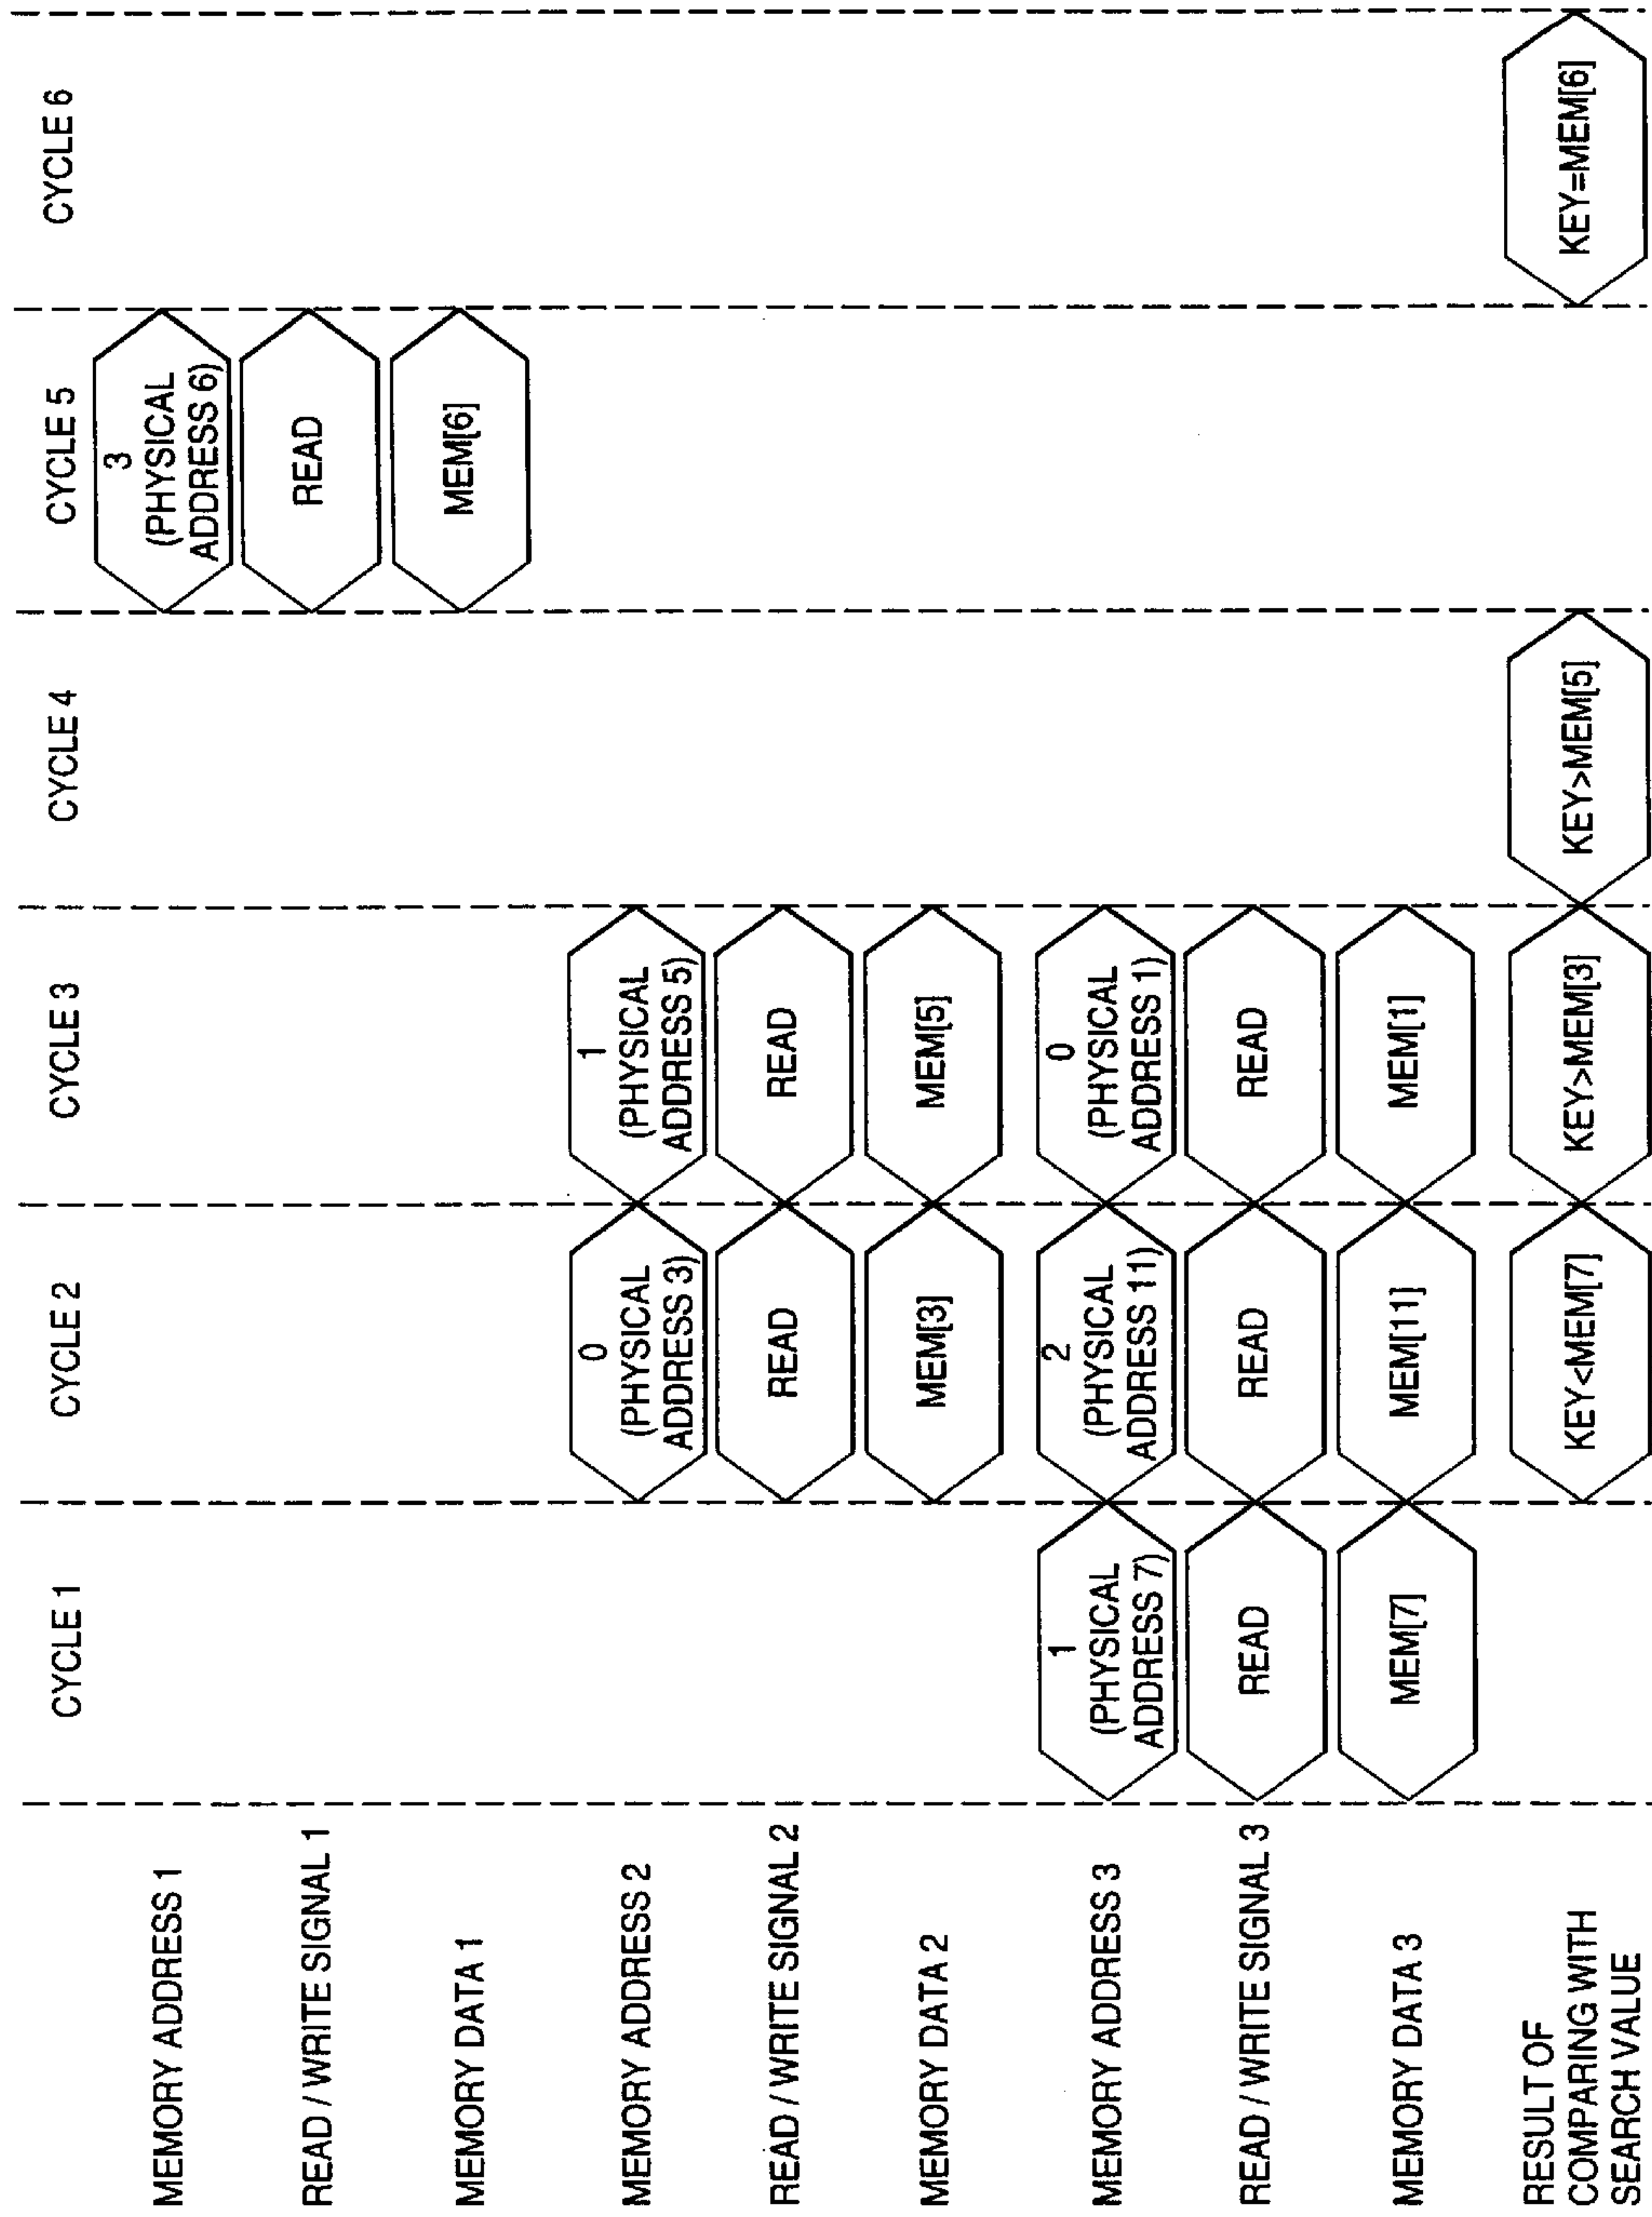 CYCLE 1
CYCLE 2
CYCLE 3
CYCLE 4
CYCLE 5
CYCLE 6
MEMORY ADDRESS 1
3
(PHYSICAL
ADDRESS 6)
READ / WRITE SIGNAL 1
READ
MEMORY DATA 1
MEM[6]
MEMORY ADDRESS 2
0
(PHYSICAL
ADDRESS 3)
1
(PHYSICAL
ADDRESS 5)
READ / WRITE SIGNAL 2
READ
READ
MEMORY DATA 2
MEM[3]
MEM[5]
MEMORY ADDRESS 3
1
(PHYSICAL
ADDRESS 7)
2
(PHYSICAL
ADDRESS 11)
0
(PHYSICAL
ADDRESS 1)
READ / WRITE SIGNAL 3
READ
READ
READ
MEMORY DATA 3
MEM[7]
MEM[11]
MEM[1]
RESULT OF
COMPARING WITH
SEARCH VALUE
KEY<MEM[7]
KEY>MEM[3]
KEY>MEM[5]
KEY=MEM[6]